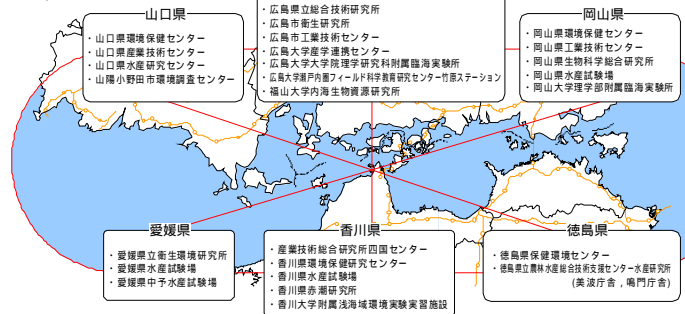 山口県
・山口県環境保健センター
・山口県産業技術センター
・山口県水産研究センター
・山陽小野田市環境調査センター
・広島県立総合技術研究所
・広島市衛生研究所
・広島市工業技術センター
・広島大学産学連携センター
・広島大学大学院理学研究科附属臨海実験所
・広島大学瀬戸内圏フィールド科学教育研究センター竹原ステーション
・福山大学内海生物資源研究所
岡山県
・岡山県環境保健センター
・岡山県工業技術センター
・岡山県生物科学総合研究所
・岡山県水産試験場
・岡山大学理学部附属臨海実験所
愛媛県
・愛媛県立衛生環境研究所
・愛媛県水産試験場
・愛媛県中予水産試験場
香川県
・産業技術総合研究所四国センター
・香川県環境保健研究センター
・香川県水産試験場
・香川県赤潮研究所
・香川大学附属浅海域環境実験実習施設
徳島県
・徳島県保健環境センター
・徳島県立農林水産総合技術支援センター水産研究所
(美波庁舎，鳴門庁舎)